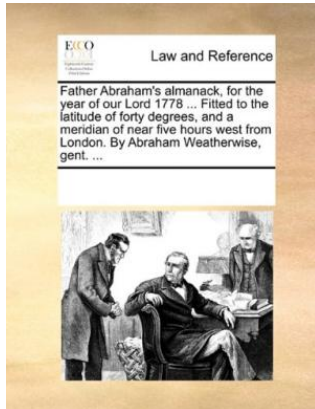 ECCO
Law and Reference
Father Abraham's almanack, for the
year of our Lord 1778 ... Fitted to the
latitude of forty degrees, and a
meridian of near five hours west from
London. By Abraham Weatherwise,
gent. ...